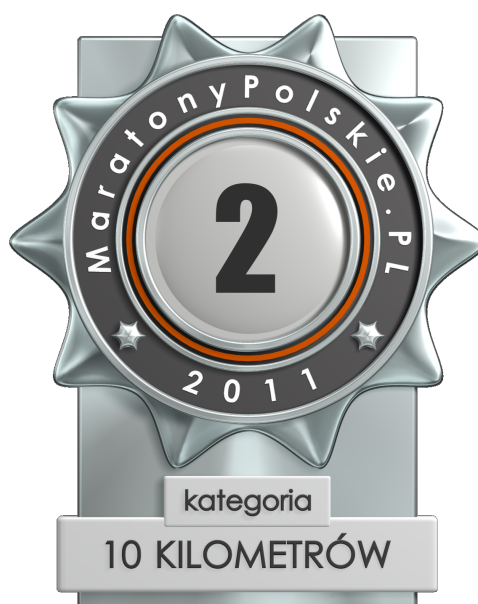 MaratonyPolskie.PL
2
2011
kategoria
10 KILOMETRÓW